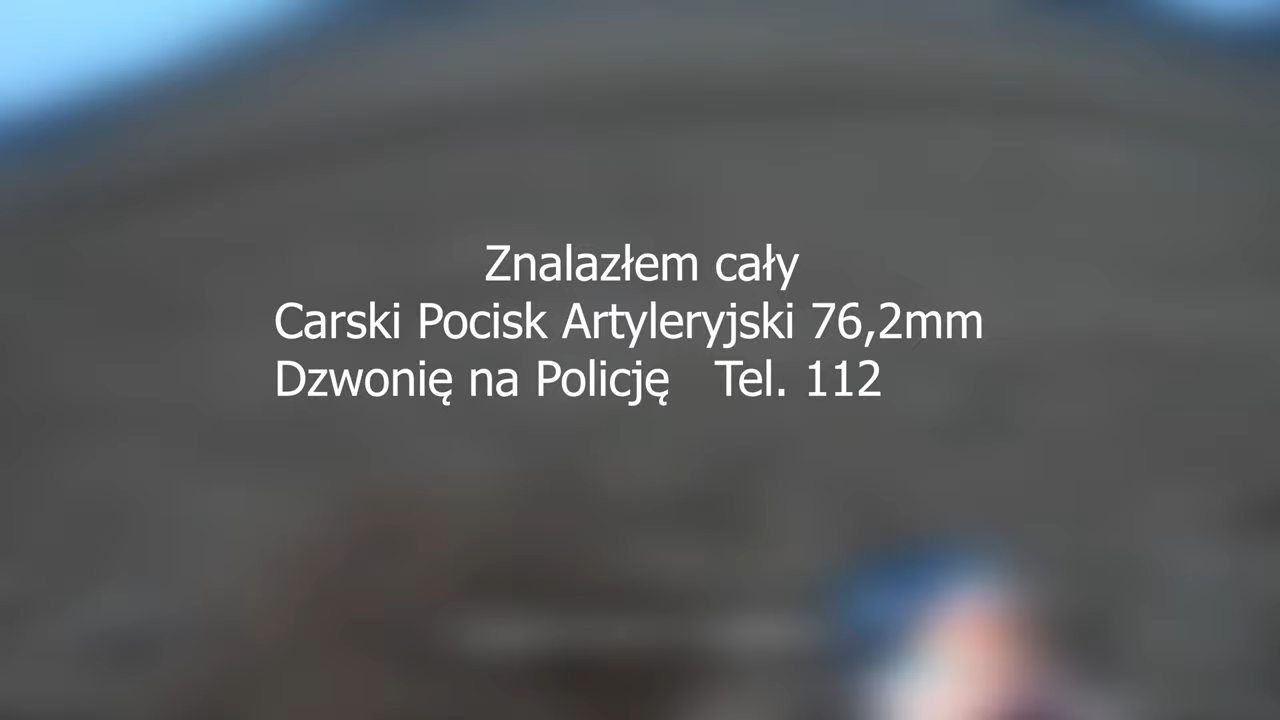 Znalazłem cały
Carski Pocisk Artyleryjski 76,2mm
Dzwonię na Policję Tel. 112